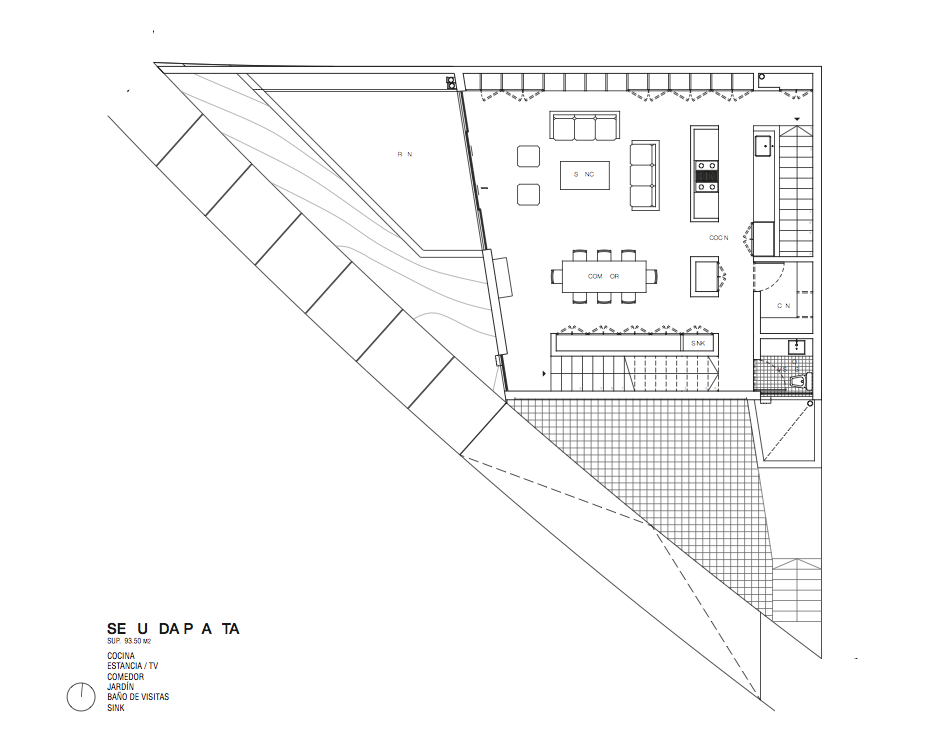 R N
S NC
COC N
COM OR
C N
SINK
SE U DA P A TA
SUP. 93.50 M2
COCINA
ESTANCIA / TV
COMEDOR
JARDÍN
BAÑO DE VISITAS
SINK